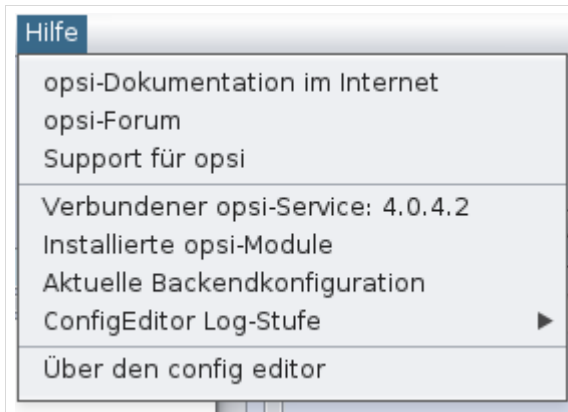 Hilfe
opsi-Dokumentation im Internet
opsi-Forum
Support für opsi
Verbundener opsi-Service: 4.0.4.2
Installierte opsi-Module
Aktuelle Backendkonfiguration
ConfigEditor Log-Stufe
Über den config editor